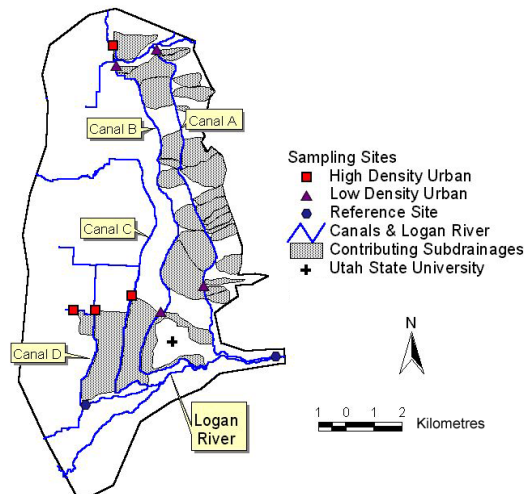 Canal B
Canal A
Canal C
Canal D
Logan
River
Sampling Sites
High Density Urban
Low Density Urban
Reference Site
Canals & Logan River
Contributing Subdrainages
Utah State University
N
1 0 1 2 Kilometres